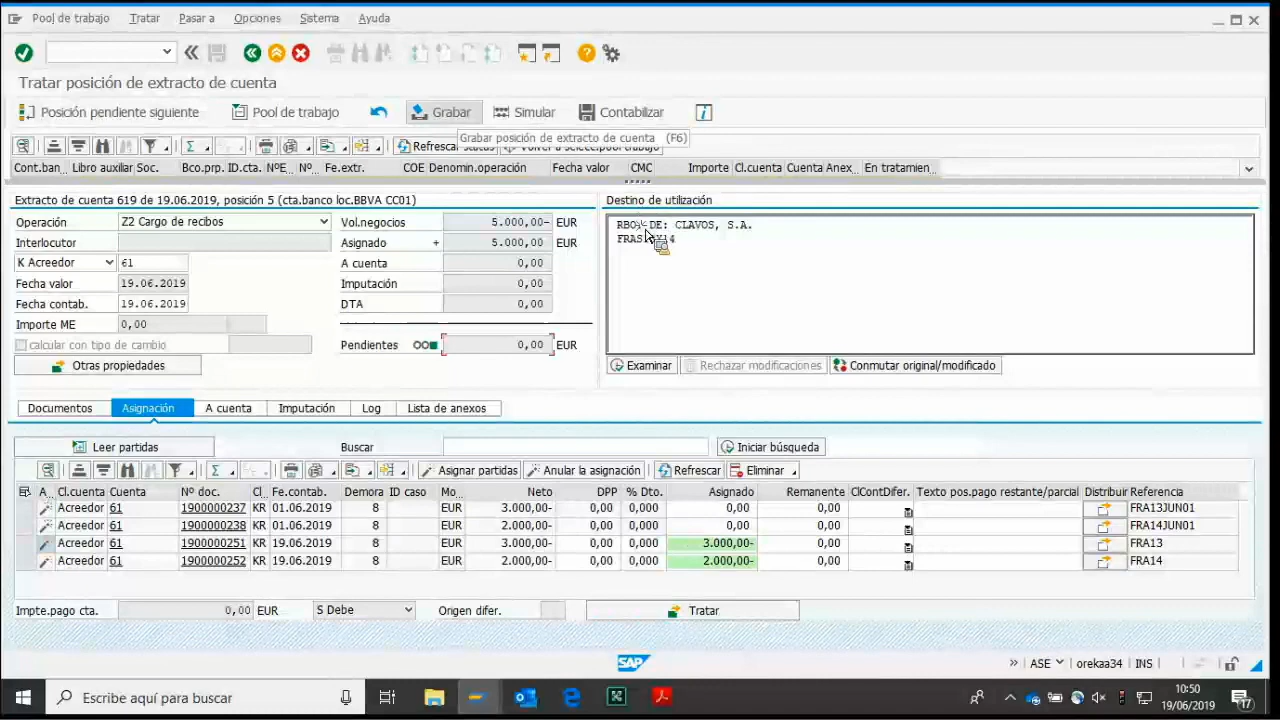 Pool de trabajo Tratar Pasar a Opciones Sistema Ayuda
Tratar posición de extracto de cuenta
Posición pendiente siguiente Pool de trabajo Grabar Simular Contabilizar
Grabar posición de extracto de cuenta (F6)
Refrescar
Cont.ban.. Libro auxiliar Soc. Bco.prp. ID.cta. NºE.. Nº.. Fe.extr. COE Denomin.operación Fecha valor CMC Importe Cl.cuenta Cuenta Anex.. En tratamien..
Extracto de cuenta 619 de 19.06.2019, posición 5 (cta.banco loc.BBVA CC01) Destino de utilización
Operación Z2 Cargo de recibos Vol.negocios 5.000,00- EUR DE: CLAVOS, S.A.
Interlocutor Asignado + 5.000,00 EUR
K Acreedor 61 A cuenta 0,00
Fecha valor 19.06.2019 Imputación 0,00
Fecha contab. 19.06.2019 DTA 0,00
Importe ME 0,00
calcular con tipo de cambio Pendientes 0,00 EUR
Otras propiedades Examinar Rechazar modificaciones Conmutar original/modificado
Documentos Asignación A cuenta Imputación Log Lista de anexos
Leer partidas Buscar Iniciar búsqueda
Asignar partidas Anular la asignación Refrescar Eliminar
A.. Cl.cuenta Cuenta Nº doc. Cl.. Fe.contab. Demora ID caso Mo.. Neto DPP % Dto. Asignado Remanente ClContDifer. Texto pos.pago restante/parcial Distribuir Referencia
Acreedor 61 1900000237 KR 01.06.2019 8 EUR 3.000,00- 0,00 0,000 0,00 0,00 FRA13JUN01
Acreedor 61 1900000238 KR 01.06.2019 8 EUR 2.000,00- 0,00 0,000 0,00 0,00 FRA14JUN01
Acreedor 61 1900000251 KR 19.06.2019 8 EUR 3.000,00- 0,00 0,000 3.000,00- 0,00 FRA13
Acreedor 61 1900000252 KR 19.06.2019 8 EUR 2.000,00- 0,00 0,000 2.000,00- 0,00 FRA14
Impte.pago cta. 0,00 EUR S Debe Origen difer. Tratar
SAP
» ASE orekaa34 INS
Escribe aquí para buscar 10:50
19/06/2019 17